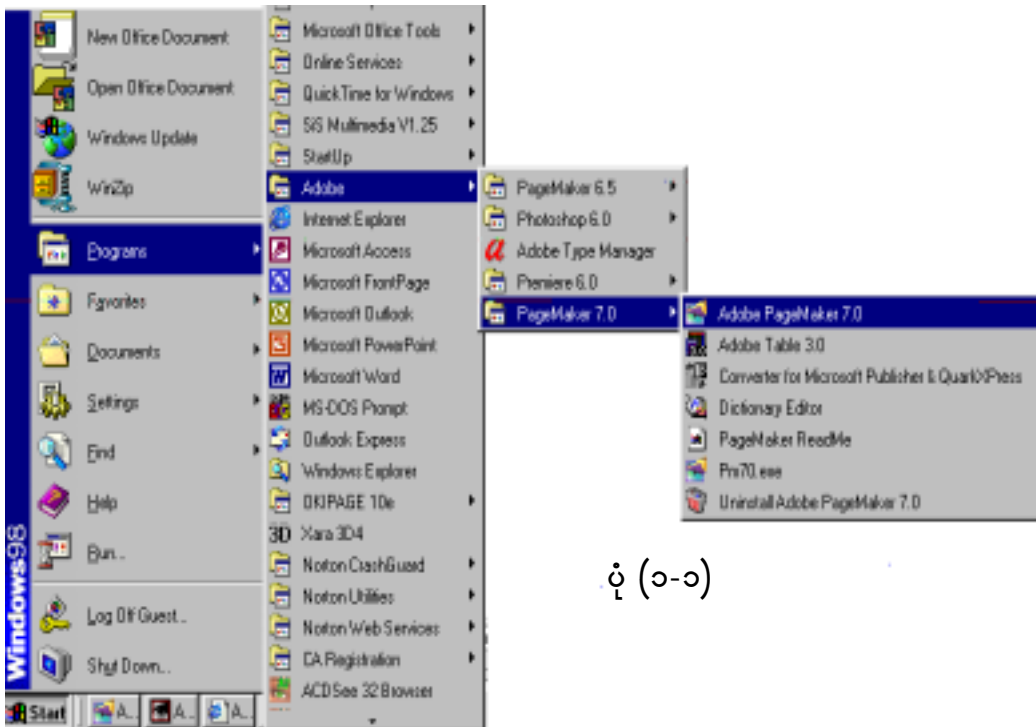 New Office Document
Open Office Document
Windows Update
WinZip
Programs
Favorites
Documents
Settings
Find
Help
Run...
Log Off Guest...
Shut Down...
Windows98
Start
A..
A..
A..
Microsoft Office Tools
Online Services
QuickTime for Windows
SiS Multimedia V1.25
StartUp
Adobe
Internet Explorer
Microsoft Access
Microsoft FrontPage
Microsoft Outlook
Microsoft PowerPoint
Microsoft Word
MS-DOS Prompt
Outlook Express
Windows Explorer
OKIPAGE 10e
Xara 3D4
Norton CrashGuard
Norton Utilities
Norton Web Services
CA Registration
ACDSee 32 Browser
PageMaker 6.5
Photoshop 6.0
Adobe Type Manager
Premiere 6.0
PageMaker 7.0
Adobe PageMaker 7.0
Adobe Table 3.0
Converter for Microsoft Publisher & QuarkXPress
Dictionary Editor
PageMaker ReadMe
Pm70.exe
Uninstall Adobe PageMaker 7.0
ပုံ (၁-၁)